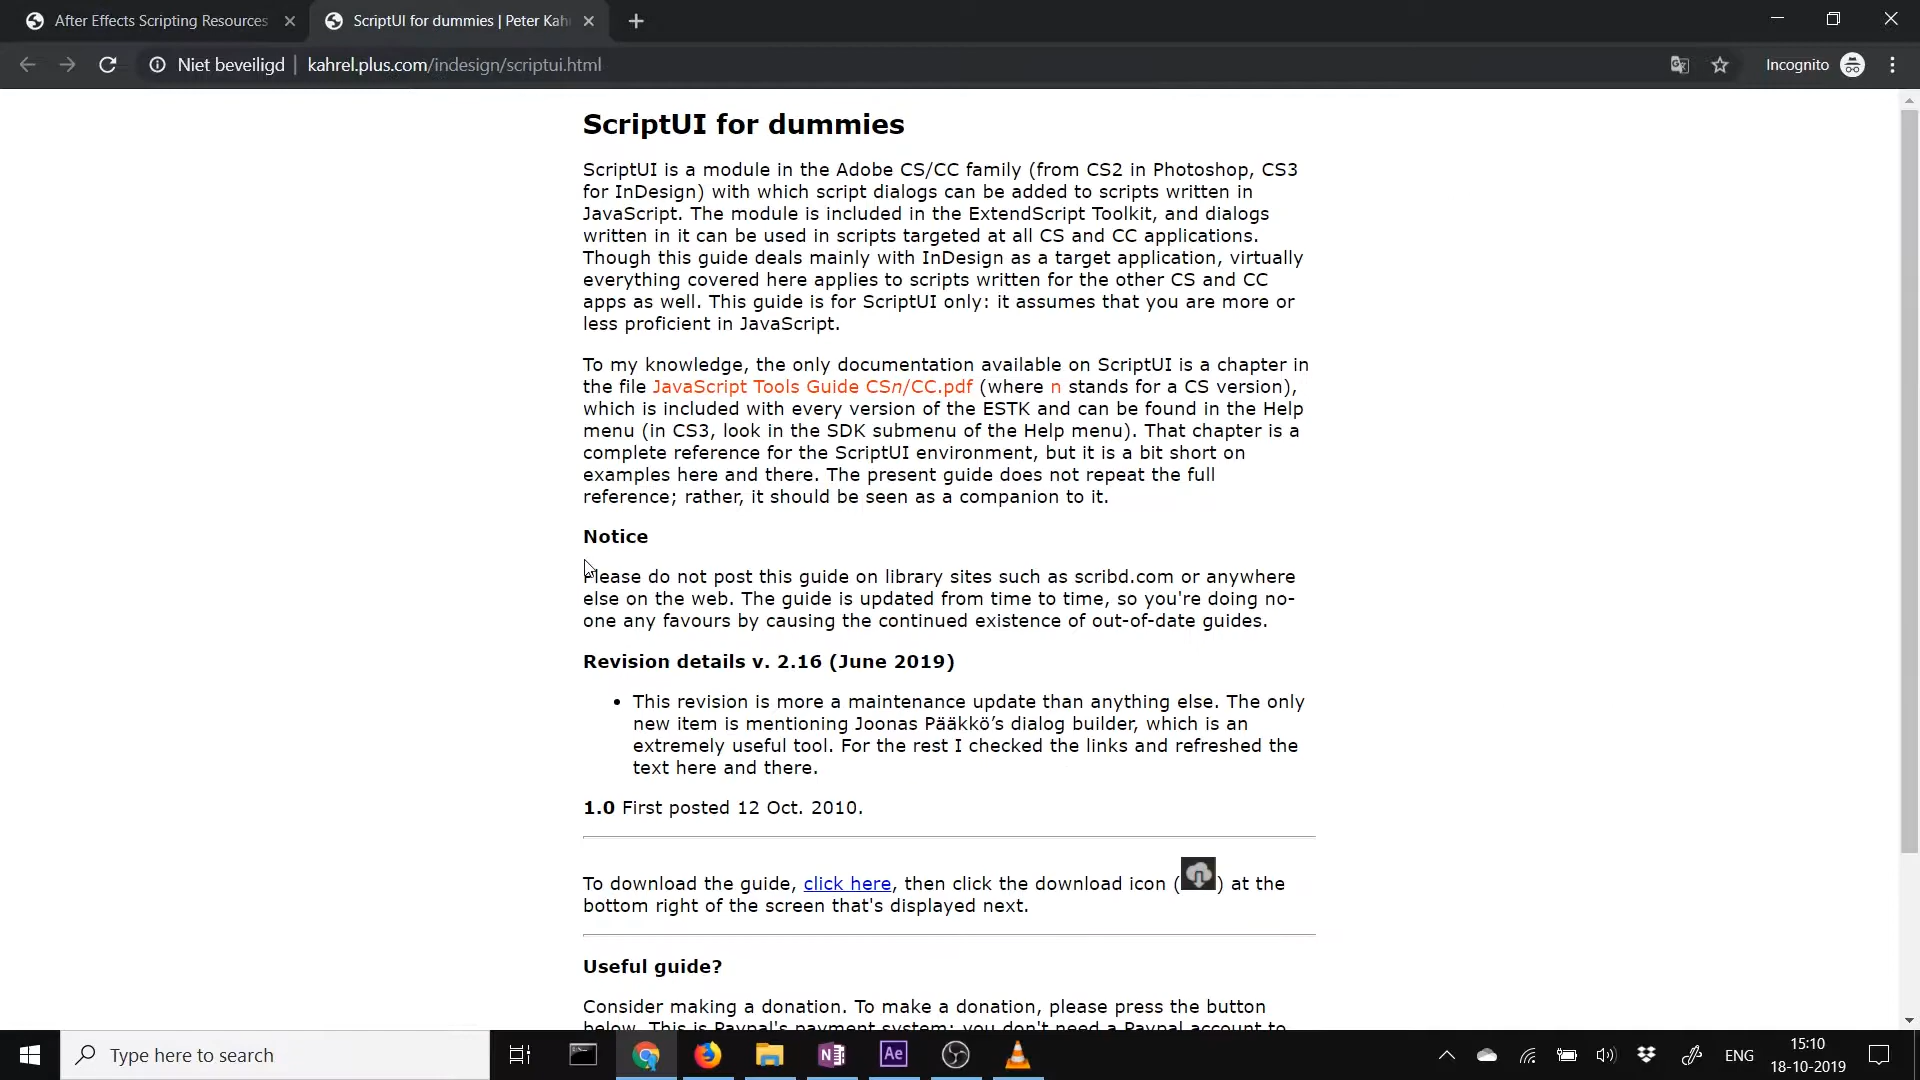 After Effects Scripting Resources
ScriptUI for dummies | Peter Kah
Niet beveiligd | kahrel.plus.com/indesign/scriptui.html
Incognito
ScriptUI for dummies
ScriptUI is a module in the Adobe CS/CC family (from CS2 in Photoshop, CS3
for InDesign) with which script dialogs can be added to scripts written in
JavaScript. The module is included in the ExtendScript Toolkit, and dialogs
written in it can be used in scripts targeted at all CS and CC applications.
Though this guide deals mainly with InDesign as a target application, virtually
everything covered here applies to scripts written for the other CS and CC
apps as well. This guide is for ScriptUI only: it assumes that you are more or
less proficient in JavaScript.
To my knowledge, the only documentation available on ScriptUI is a chapter in
the file JavaScript Tools Guide CSn/CC.pdf (where n stands for a CS version),
which is included with every version of the ESTK and can be found in the Help
menu (in CS3, look in the SDK submenu of the Help menu). That chapter is a
complete reference for the ScriptUI environment, but it is a bit short on
examples here and there. The present guide does not repeat the full
reference; rather, it should be seen as a companion to it.
Notice
Please do not post this guide on library sites such as scribd.com or anywhere
else on the web. The guide is updated from time to time, so you're doing no-
one any favours by causing the continued existence of out-of-date guides.
Revision details v. 2.16 (June 2019)
• This revision is more a maintenance update than anything else. The only
new item is mentioning Joonas Pääkkö’s dialog builder, which is an
extremely useful tool. For the rest I checked the links and refreshed the
text here and there.
1.0 First posted 12 Oct. 2010.
To download the guide, click here, then click the download icon ( ) at the
bottom right of the screen that's displayed next.
Useful guide?
Consider making a donation. To make a donation, please press the button
below. This is Paypal's payment system; you don't need a Paypal account to
Type here to search
N
Ae
ENG
15:10
18-10-2019